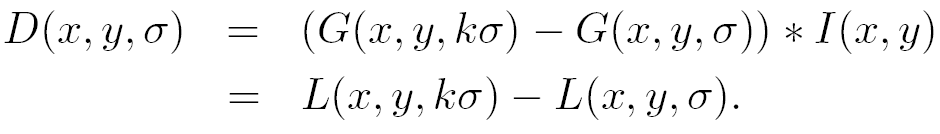 D(x, y, σ) = (G(x, y, kσ) − G(x, y, σ)) ∗ I(x, y)
= L(x, y, kσ) − L(x, y, σ).